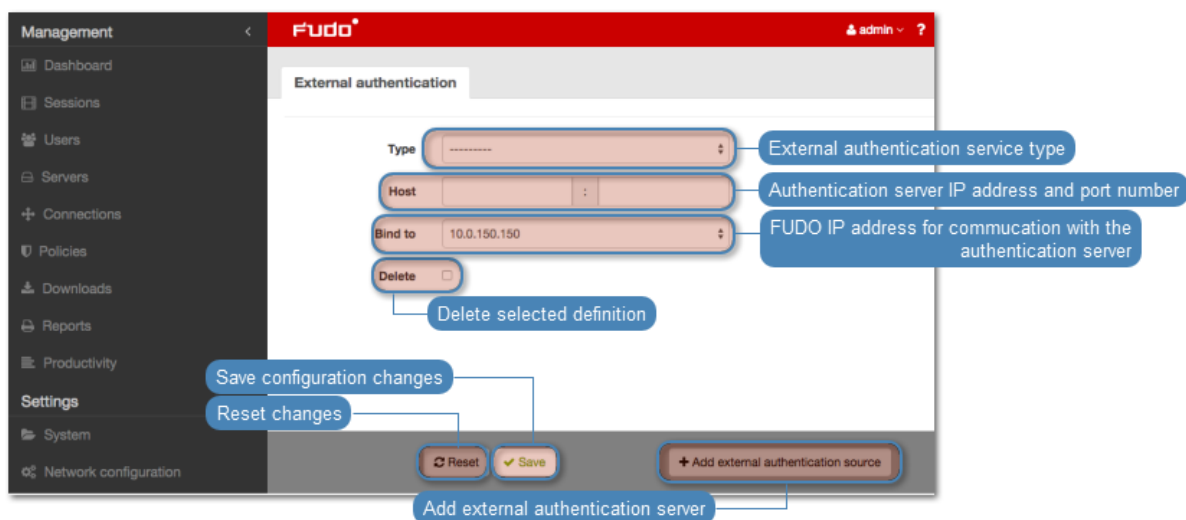 Management
Fudo
admin
?
Dashboard
External authentication
Sessions
Users
Type
---------
External authentication service type
Servers
Host
:
Authentication server IP address and port number
Connections
Bind to
10.0.150.150
FUDO IP address for commucation with the
authentication server
Policies
Delete
Downloads
Delete selected definition
Reports
Productivity
Save configuration changes
Settings
Reset changes
System
Reset
Save
+ Add external authentication source
Network configuration
Add external authentication server